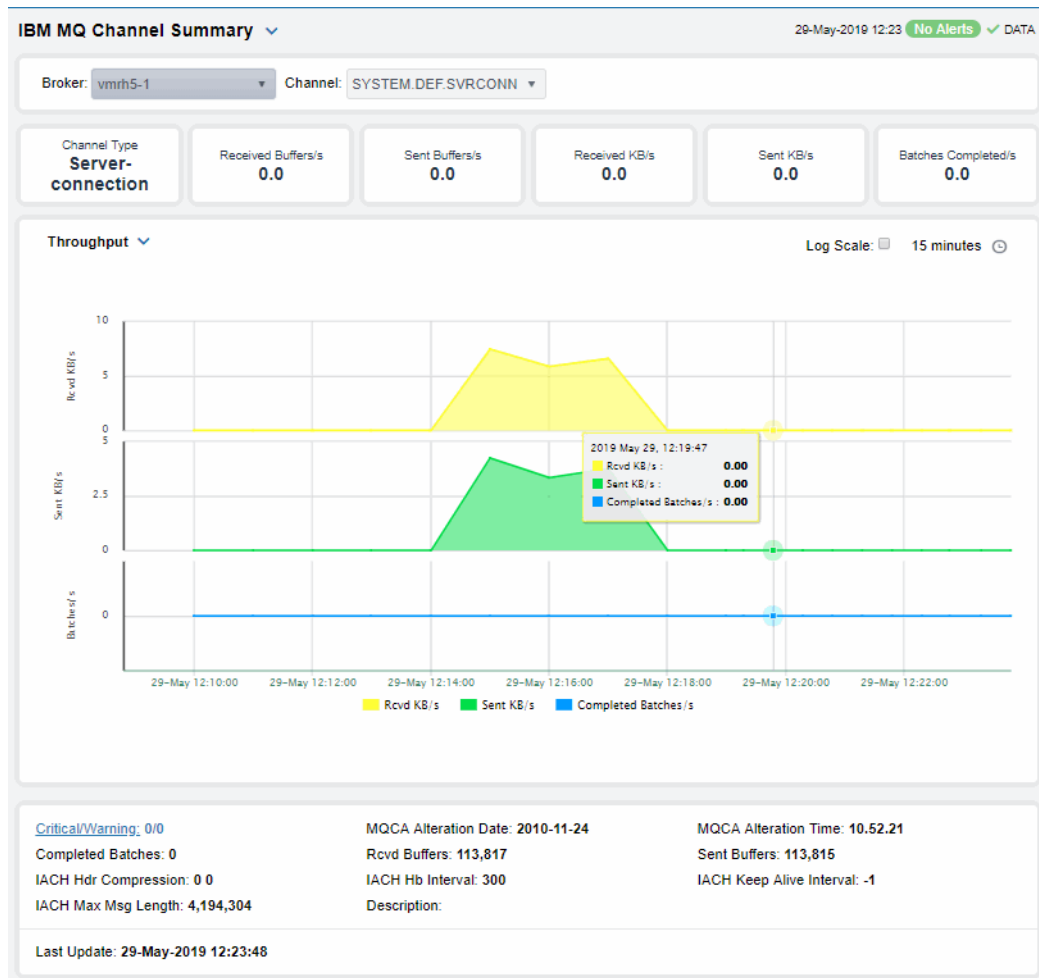 IBM MQ Channel Summary
29-May-2019 12:23 No Alerts DATA
Broker: vmrh5-1 Channel: SYSTEM.DEF.SVRCONN
Channel Type
Server-
connection
Received Buffers/s
0.0
Sent Buffers/s
0.0
Received KB/s
0.0
Sent KB/s
0.0
Batches Completed/s
0.0
Throughput
Log Scale: 15 minutes
Rcvd KB/s
10
5
0
Sent KB/s
5
2.5
0
Batches/s
0
2019 May 29, 12:19:47
Rcvd KB/s : 0.00
Sent KB/s : 0.00
Completed Batches/s : 0.00
29-May 12:10:00 29-May 12:12:00 29-May 12:14:00 29-May 12:16:00 29-May 12:18:00 29-May 12:20:00 29-May 12:22:00
Rcvd KB/s Sent KB/s Completed Batches/s
Critical/Warning: 0/0 MQCA Alteration Date: 2010-11-24 MQCA Alteration Time: 10.52.21
Completed Batches: 0 Rcvd Buffers: 113,817 Sent Buffers: 113,815
IACH Hdr Compression: 0 0 IACH Hb Interval: 300 IACH Keep Alive Interval: -1
IACH Max Msg Length: 4,194,304 Description:
Last Update: 29-May-2019 12:23:48